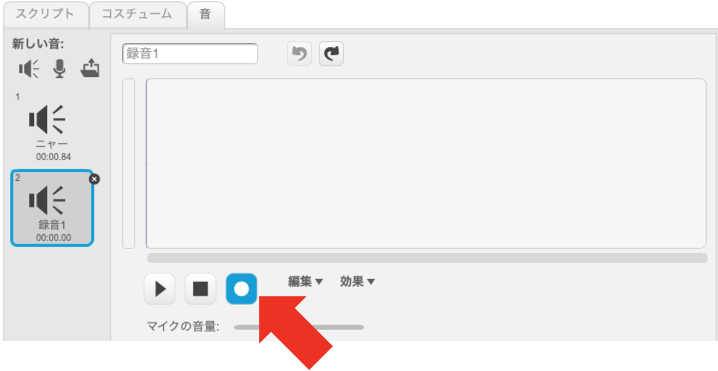 スクリプト コスチューム 音
新しい音:
録音1
1
ニャー
00:00.84
2
録音1
00:00.00
編集▼ 効果▼
マイクの音量: